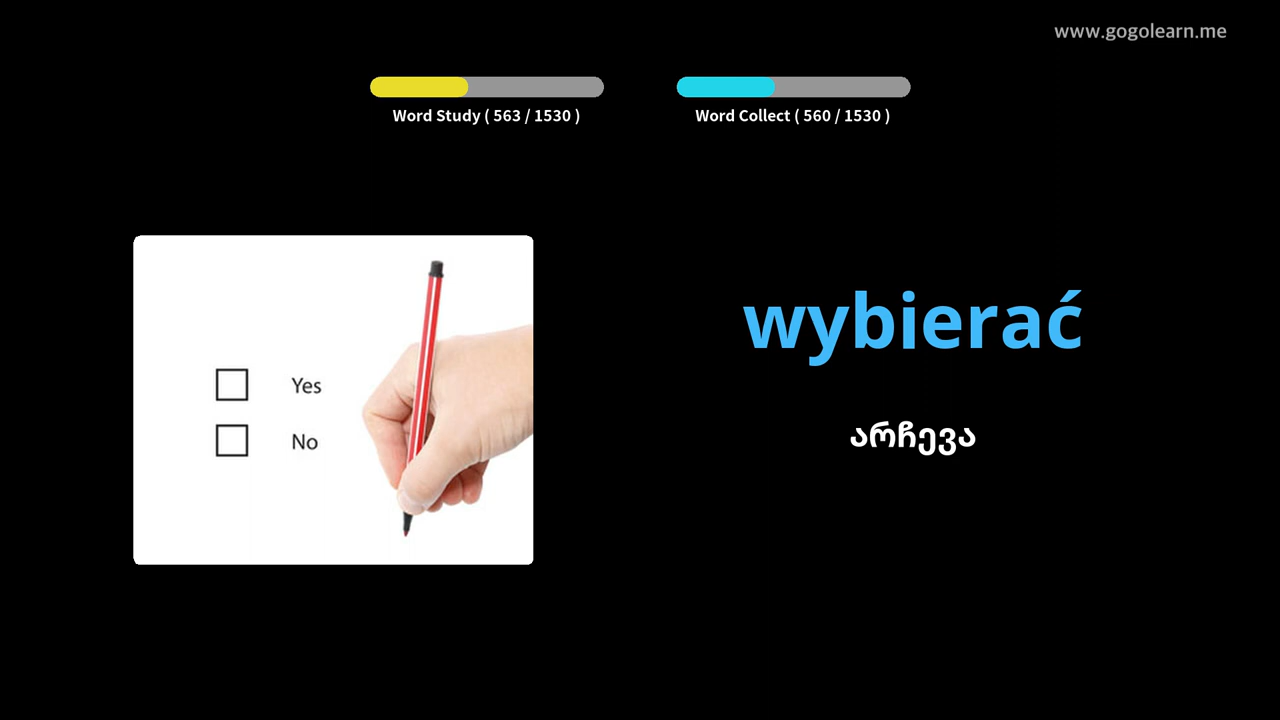 www.gogolearn.me
Word Study ( 563 / 1530 )
Word Collect ( 560 / 1530 )
Yes
No
wybierać
არჩევა